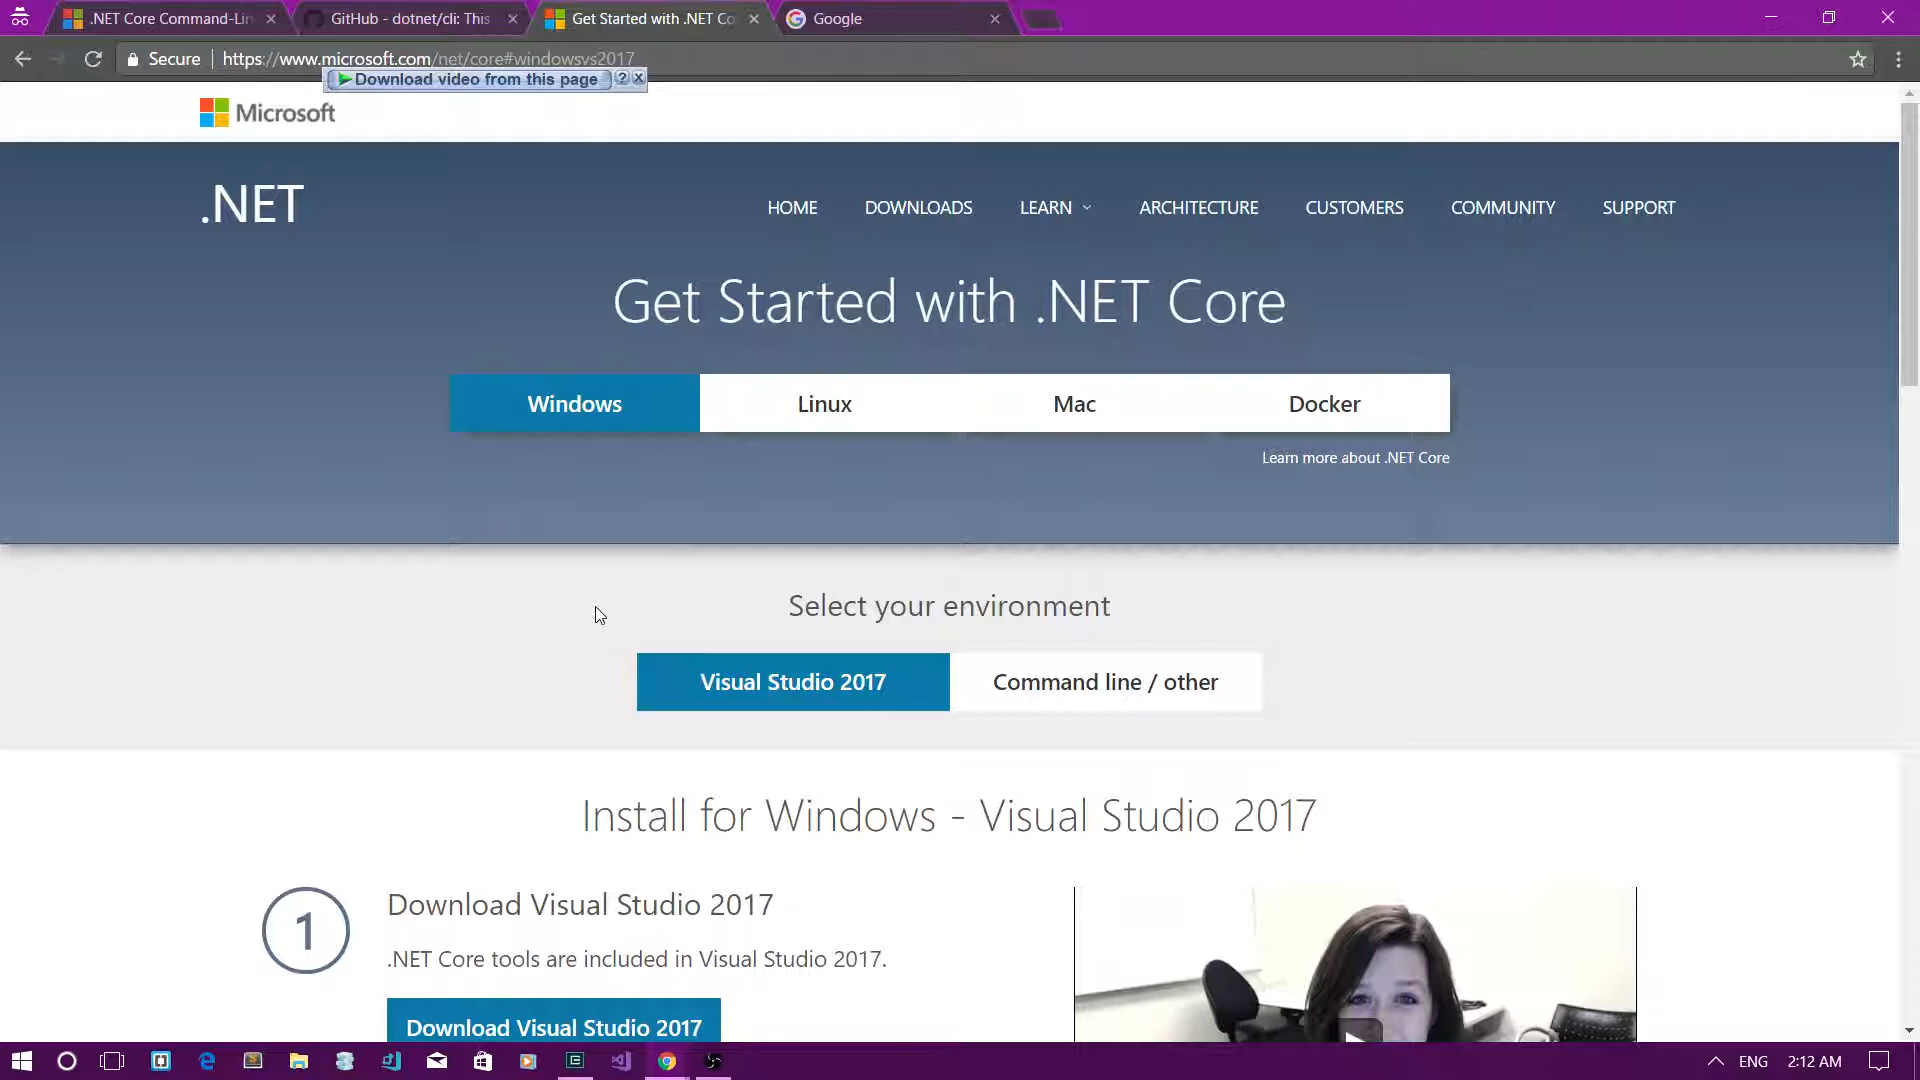 .NET Core Command-Lin
GitHub - dotnet/cli: This
Get Started with .NET Co
Google
Secure
https://www.microsoft.com/net/core#windowsvs2017
Download video from this page
?
Microsoft
.NET
HOME
DOWNLOADS
LEARN
ARCHITECTURE
CUSTOMERS
COMMUNITY
SUPPORT
Get Started with .NET Core
Windows
Linux
Mac
Docker
Learn more about .NET Core
Select your environment
Visual Studio 2017
Command line / other
Install for Windows - Visual Studio 2017
1
Download Visual Studio 2017
.NET Core tools are included in Visual Studio 2017.
Download Visual Studio 2017
ENG
2:12 AM